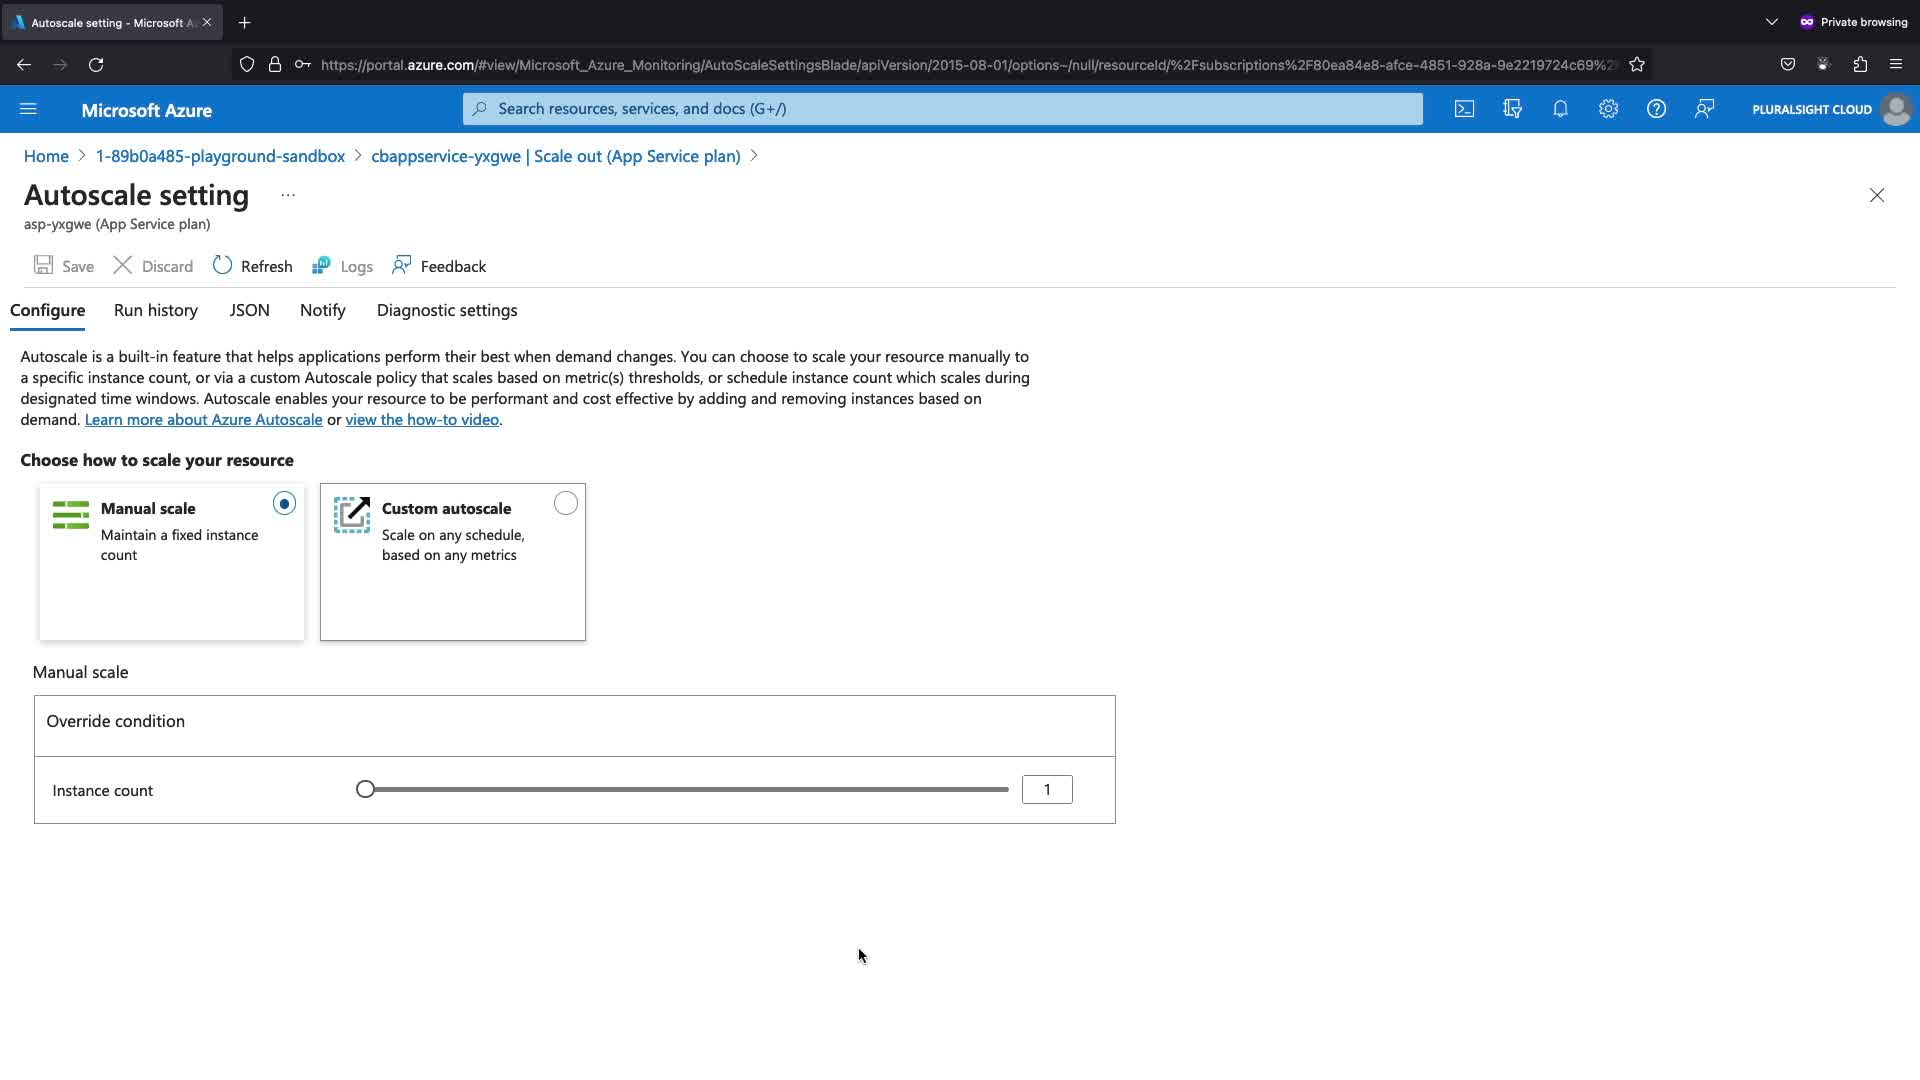 Autoscale setting - Microsoft A
Private browsing
https://portal.azure.com/#view/Microsoft_Azure_Monitoring/AutoScaleSettingsBlade/apiVersion/2015-08-01/options~/null/resourceId/%2Fsubscriptions%2F80ea84e8-afce-4851-928a-9e2219724c69%2F
Microsoft Azure
Search resources, services, and docs (G+/)
PLURALSIGHT CLOUD
Home > 1-89b0a485-playground-sandbox > cbappservice-yxgwe | Scale out (App Service plan) >
Autoscale setting ...
asp-yxgwe (App Service plan)
Save Discard Refresh Logs Feedback
Configure Run history JSON Notify Diagnostic settings
Autoscale is a built-in feature that helps applications perform their best when demand changes. You can choose to scale your resource manually to
a specific instance count, or via a custom Autoscale policy that scales based on metric(s) thresholds, or schedule instance count which scales during
designated time windows. Autoscale enables your resource to be performant and cost effective by adding and removing instances based on
demand. Learn more about Azure Autoscale or view the how-to video.
Choose how to scale your resource
Manual scale
Maintain a fixed instance
count
Custom autoscale
Scale on any schedule,
based on any metrics
Manual scale
Override condition
Instance count 1